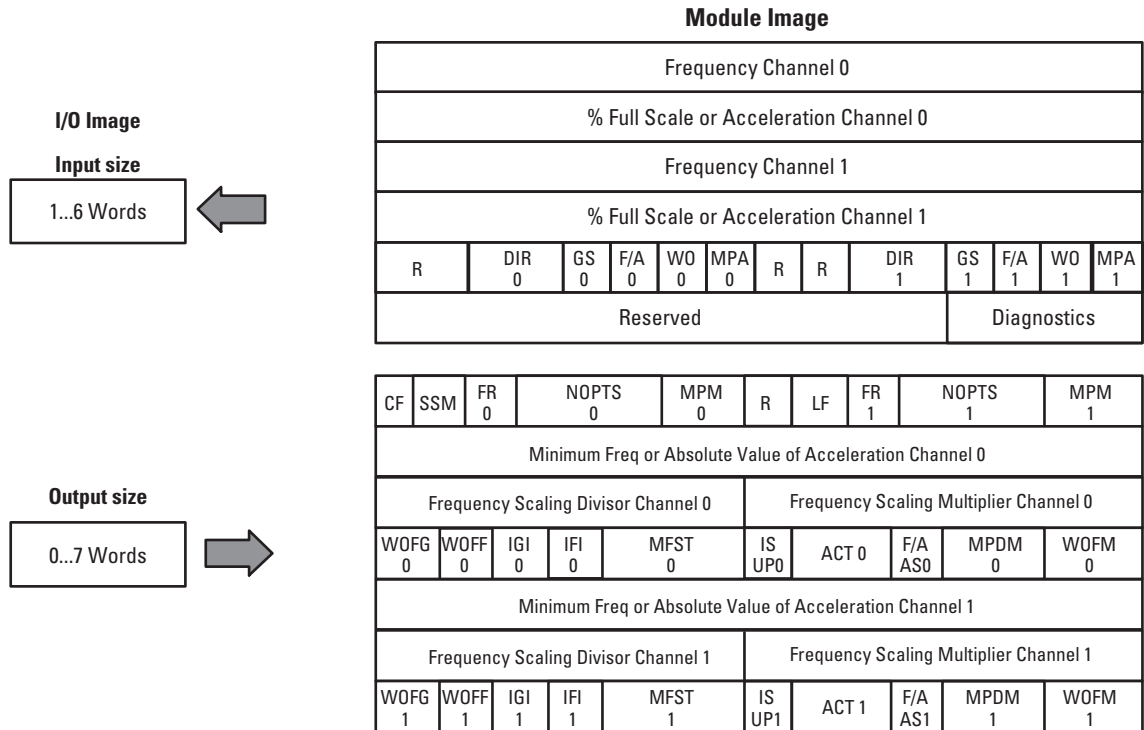 Module Image
I/O Image
Input size
1...6 Words
Frequency Channel 0
% Full Scale or Acceleration Channel 0
Frequency Channel 1
% Full Scale or Acceleration Channel 1
R DIR 0 GS 0 F/A 0 WO 0 MPA 0 R R DIR 1 GS 1 F/A 1 WO 1 MPA 1
Reserved Diagnostics
Output size
0...7 Words
CF SSM FR 0 NOPTS 0 MPM 0 R LF FR 1 NOPTS 1 MPM 1
Minimum Freq or Absolute Value of Acceleration Channel 0
Frequency Scaling Divisor Channel 0 Frequency Scaling Multiplier Channel 0
WOFG 0 WOFF 0 IGI 0 IFI 0 MFST 0 IS UP0 ACT 0 F/A AS0 MPDM 0 WOFM 0
Minimum Freq or Absolute Value of Acceleration Channel 1
Frequency Scaling Divisor Channel 1 Frequency Scaling Multiplier Channel 1
WOFG 1 WOFF 1 IGI 1 IFI 1 MFST 1 IS UP1 ACT 1 F/A AS1 MPDM 1 WOFM 1